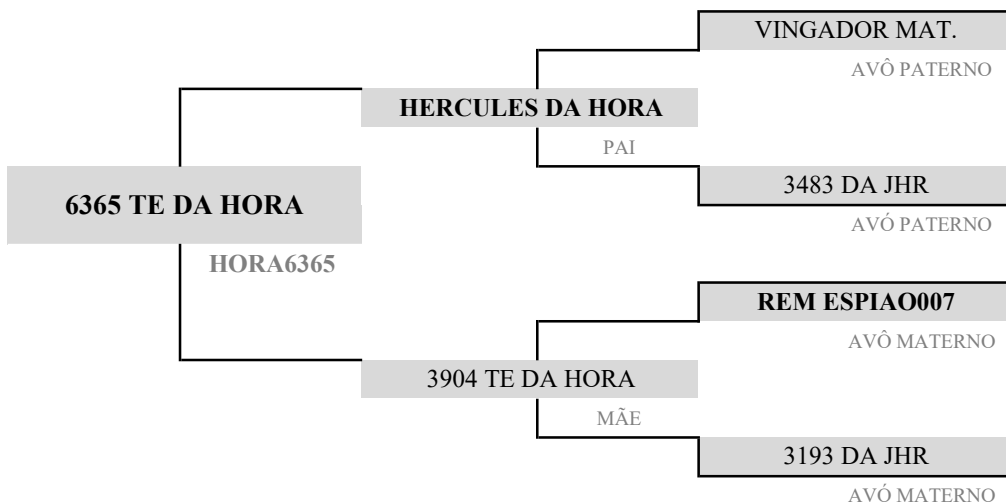 VINGADOR MAT.
AVÔ PATERNO
HERCULES DA HORA
PAI
3483 DA JHR
AVÓ PATERNO
6365 TE DA HORA
HORA6365
REM ESPIAO007
AVÔ MATERNO
3904 TE DA HORA
MÃE
3193 DA JHR
AVÓ MATERNO